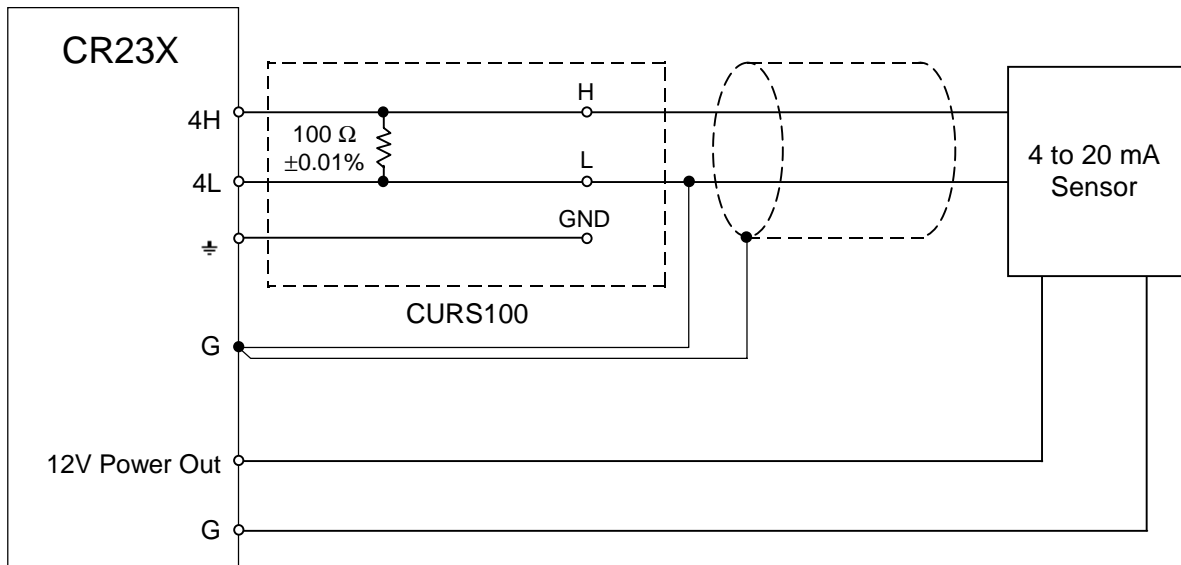 CR23X
4H
100 Ω
±0.01%
H
4L
L
GND
4 to 20 mA
Sensor
CURS100
G
12V Power Out
G